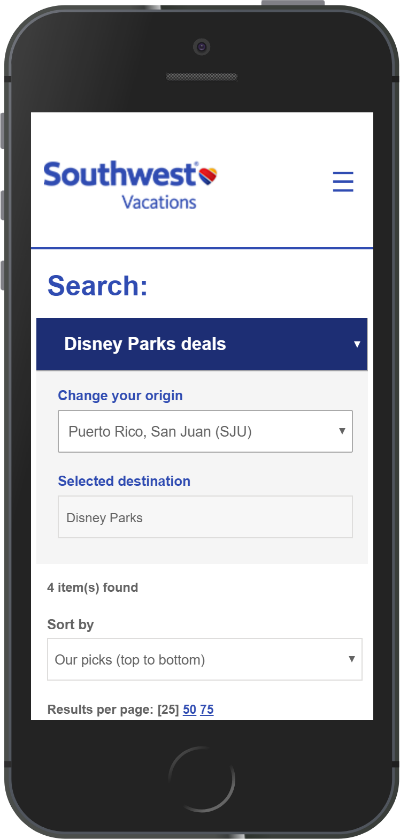 Southwest
Vacations
Search:
Disney Parks deals
Change your origin
Puerto Rico, San Juan (SJU)
Selected destination
Disney Parks
4 item(s) found
Sort by
Our picks (top to bottom)
Results per page: [25] 50 75